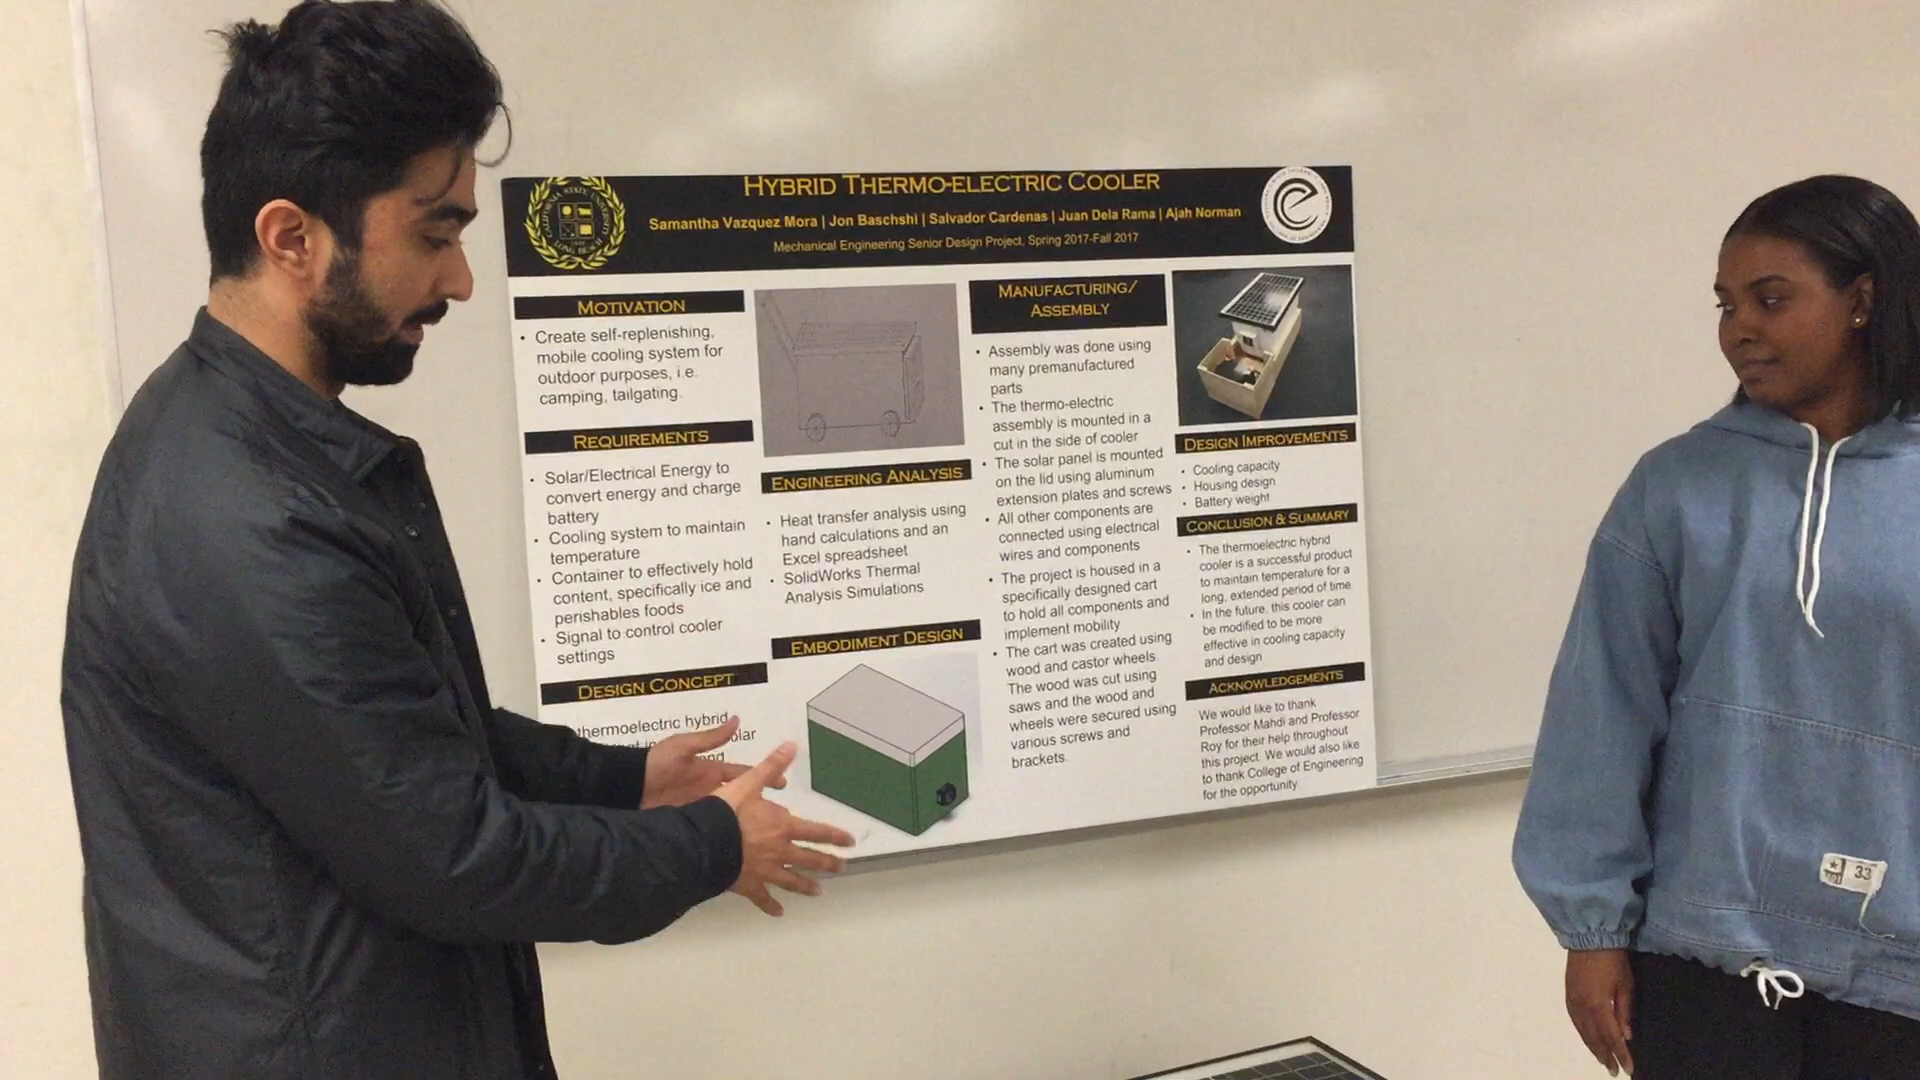 HYBRID THERMO-ELECTRIC COOLER
Samantha Vazquez Mora | Jon Baschshi | Salvador Cardenas | Juan Dela Rama | Ajah Norman
Mechanical Engineering Senior Design Project, Spring 2017-Fall 2017
CALIFORNIA STATE UNIVERSITY
LONG BEACH
MOTIVATION
• Create self-replenishing,
mobile cooling system for
outdoor purposes, i.e.
camping, tailgating.
REQUIREMENTS
• Solar/Electrical Energy to
convert energy and charge
battery
• Cooling system to maintain
temperature
• Container to effectively hold
content, specifically ice and
perishables foods
• Signal to control cooler
settings
DESIGN CONCEPT
thermoelectric hybrid
ENGINEERING ANALYSIS
• Heat transfer analysis using
hand calculations and an
Excel spreadsheet
• SolidWorks Thermal
Analysis Simulations
EMBODIMENT DESIGN
MANUFACTURING/
ASSEMBLY
• Assembly was done using
many premanufactured
parts
• The thermo-electric
assembly is mounted in a
cut in the side of cooler
• The solar panel is mounted
on the lid using aluminum
extension plates and screws
• All other components are
connected using electrical
wires and components
• The project is housed in a
specifically designed cart
to hold all components and
implement mobility
• The cart was created using
wood and castor wheels
The wood was cut using
saws and the wood and
wheels were secured using
various screws and
brackets.
DESIGN IMPROVEMENTS
• Cooling capacity
• Housing design
• Battery weight
CONCLUSION & SUMMARY
• The thermoelectric hybrid
cooler is a successful product
to maintain temperature for a
long, extended period of time.
• In the future, this cooler can
be modified to be more
effective in cooling capacity
and design
ACKNOWLEDGEMENTS
We would like to thank
Professor Mahdi and Professor
Roy for their help throughout
this project. We would also like
to thank College of Engineering
for the opportunity
33